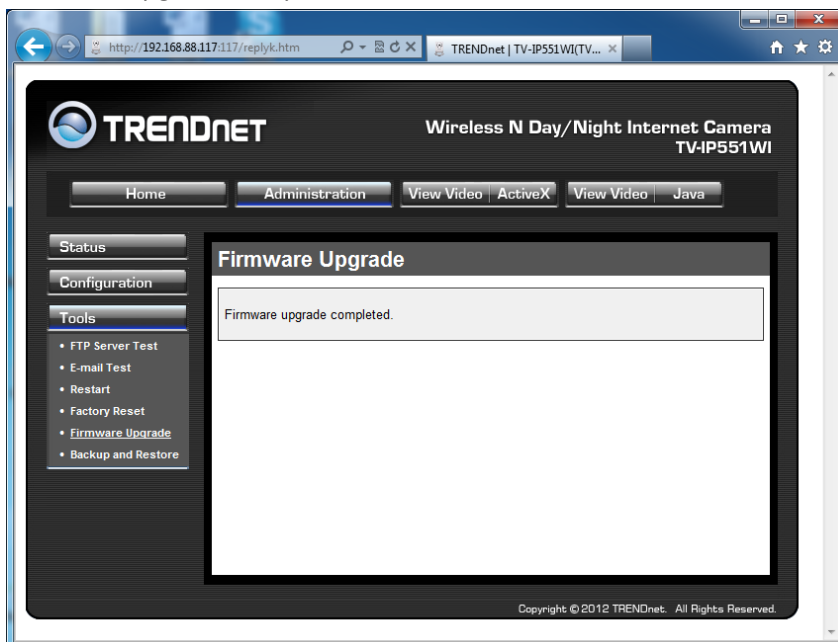 http://192.168.88.117:117/replyk.htm
TRENDnet | TV-IP551WI(TV...
TRENDNET
Wireless N Day/Night Internet Camera
TV-IP551WI
Home
Administration
View Video | ActiveX
View Video | Java
Status
Configuration
Tools
• FTP Server Test
• E-mail Test
• Restart
• Factory Reset
• Firmware Upgrade
• Backup and Restore
Firmware Upgrade
Firmware upgrade completed.
Copyright © 2012 TRENDnet. All Rights Reserved.